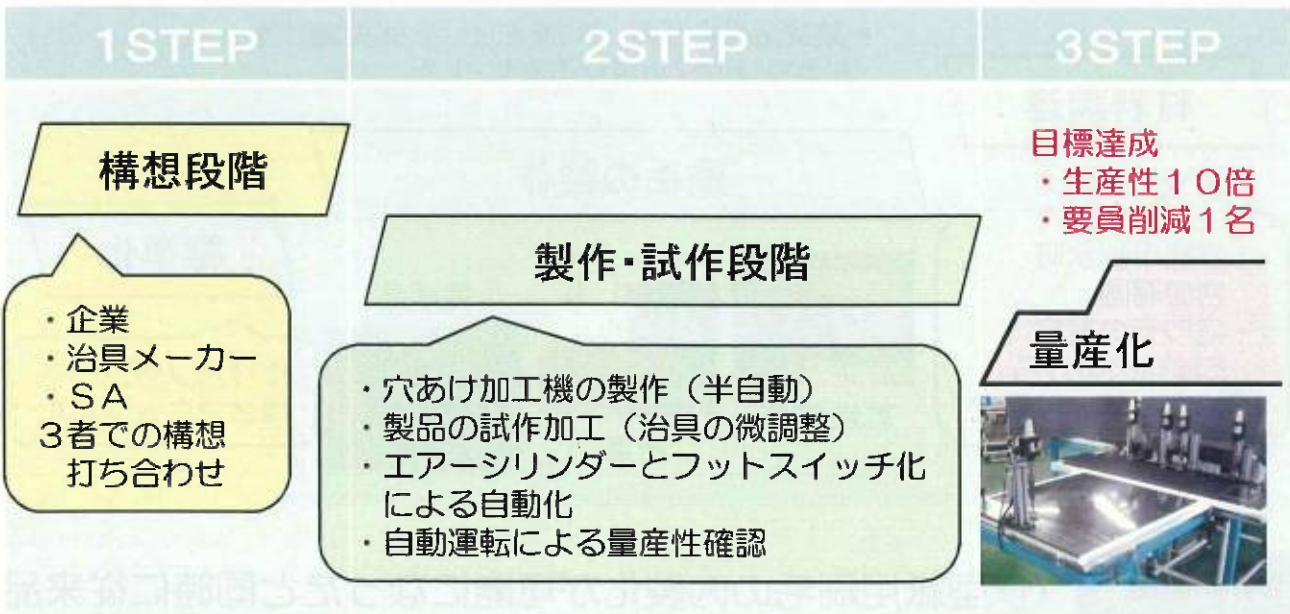 1STEP
2STEP
3STEP
構想段階
・企業
・治具メーカー
・SA
3者での構想
打ち合わせ
製作・試作段階
・穴あけ加工機の製作(半自動)
・製品の試作加工(治具の微調整)
・エアーシリンダーとフットスイッチ化
による自動化
・自動運転による量産性確認
目標達成
・生産性10倍
・要員削減1名
量産化